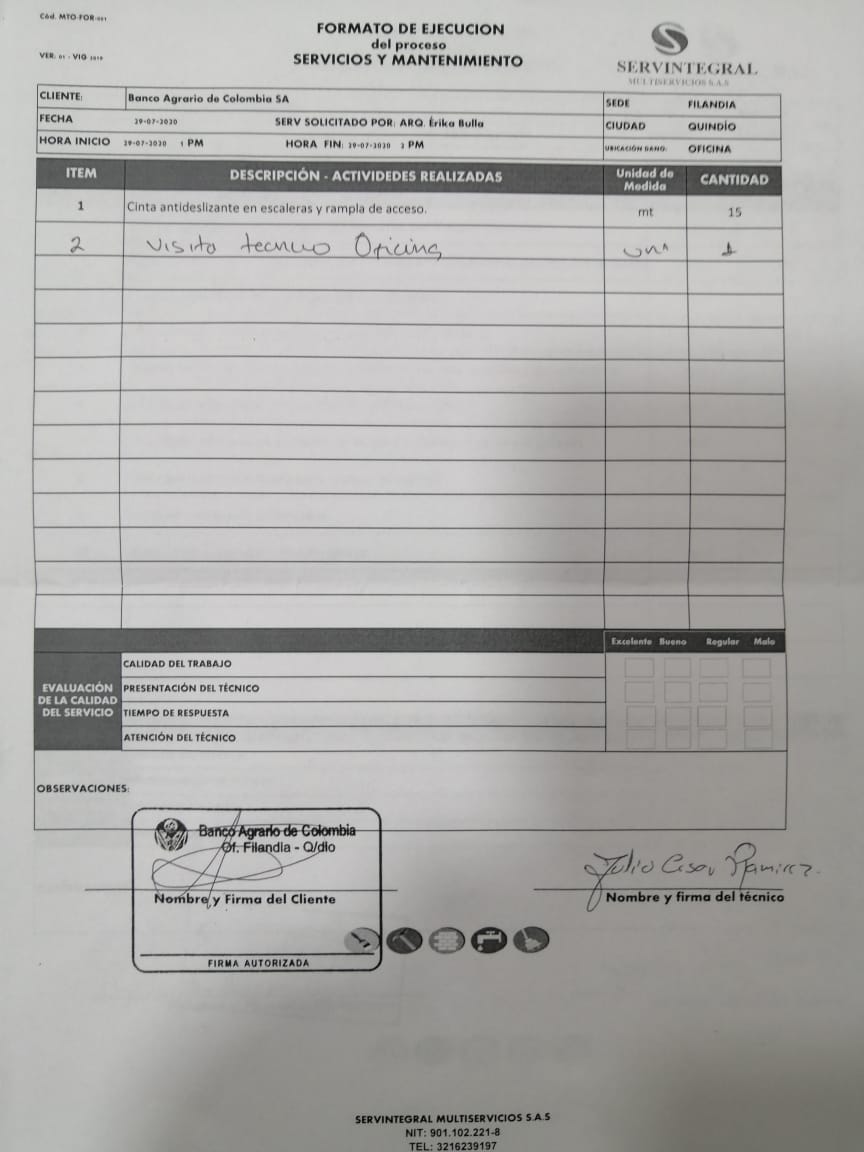 Cód. MTO-FOR-001
FORMATO DE EJECUCION
del proceso
SERVICIOS Y MANTENIMIENTO
VER. 01 - VIG 2019
SERVINTEGRAL
MULTISERVICIOS S.A.S
CLIENTE: Banco Agrario de Colombia SA SEDE FILANDIA
FECHA 29-07-2020 SERV SOLICITADO POR: ARQ. Érika Bulla CIUDAD QUINDÍO
HORA INICIO 29-07-2020 1 PM HORA FIN: 29-07-2020 2 PM UBICACIÓN BANC: OFICINA
ITEM DESCRIPCIÓN - ACTIVIDEDES REALIZADAS Unidad de Medida CANTIDAD
1 Cinta antideslizante en escaleras y rampla de acceso. mt 15
2 Visita tecnico Oficina un 1
Excelente Bueno Regular Malo
EVALUACIÓN DE LA CALIDAD DEL SERVICIO
CALIDAD DEL TRABAJO
PRESENTACIÓN DEL TÉCNICO
TIEMPO DE RESPUESTA
ATENCIÓN DEL TÉCNICO
OBSERVACIONES:
Banco Agrario de Colombia
Of. Filandia - Q/dio
Julio Cesar Ramirez
Nombre y Firma del Cliente
Nombre y firma del técnico
FIRMA AUTORIZADA
SERVINTEGRAL MULTISERVICIOS S.A.S
NIT: 901.102.221-8
TEL: 3216239197